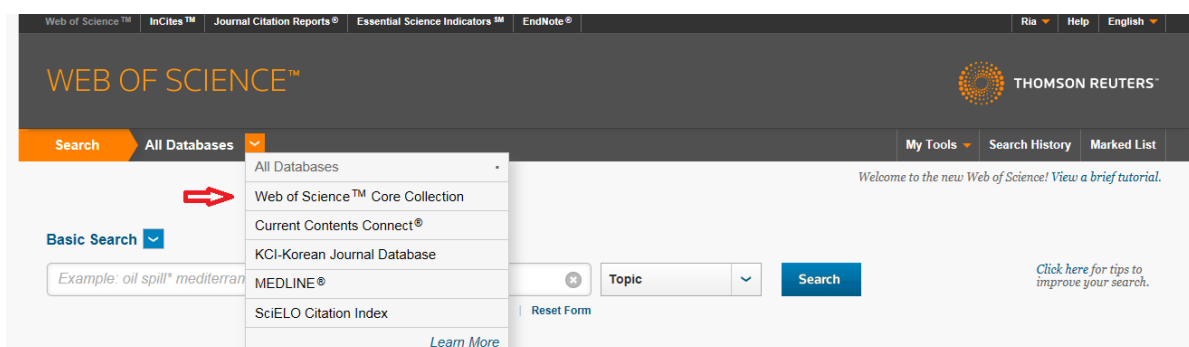 Web of Science™ InCites™ Journal Citation Reports® Essential Science Indicators℠ EndNote® Ria Help English
WEB OF SCIENCE™
THOMSON REUTERS™
Search All Databases My Tools Search History Marked List
All Databases
Welcome to the new Web of Science! View a brief tutorial.
Web of Science™ Core Collection
Current Contents Connect®
Basic Search
KCI-Korean Journal Database
Example: oil spill* mediterran
MEDLINE®
Topic
Search
Click here for tips to
improve your search.
SciELO Citation Index
| Reset Form
Learn More